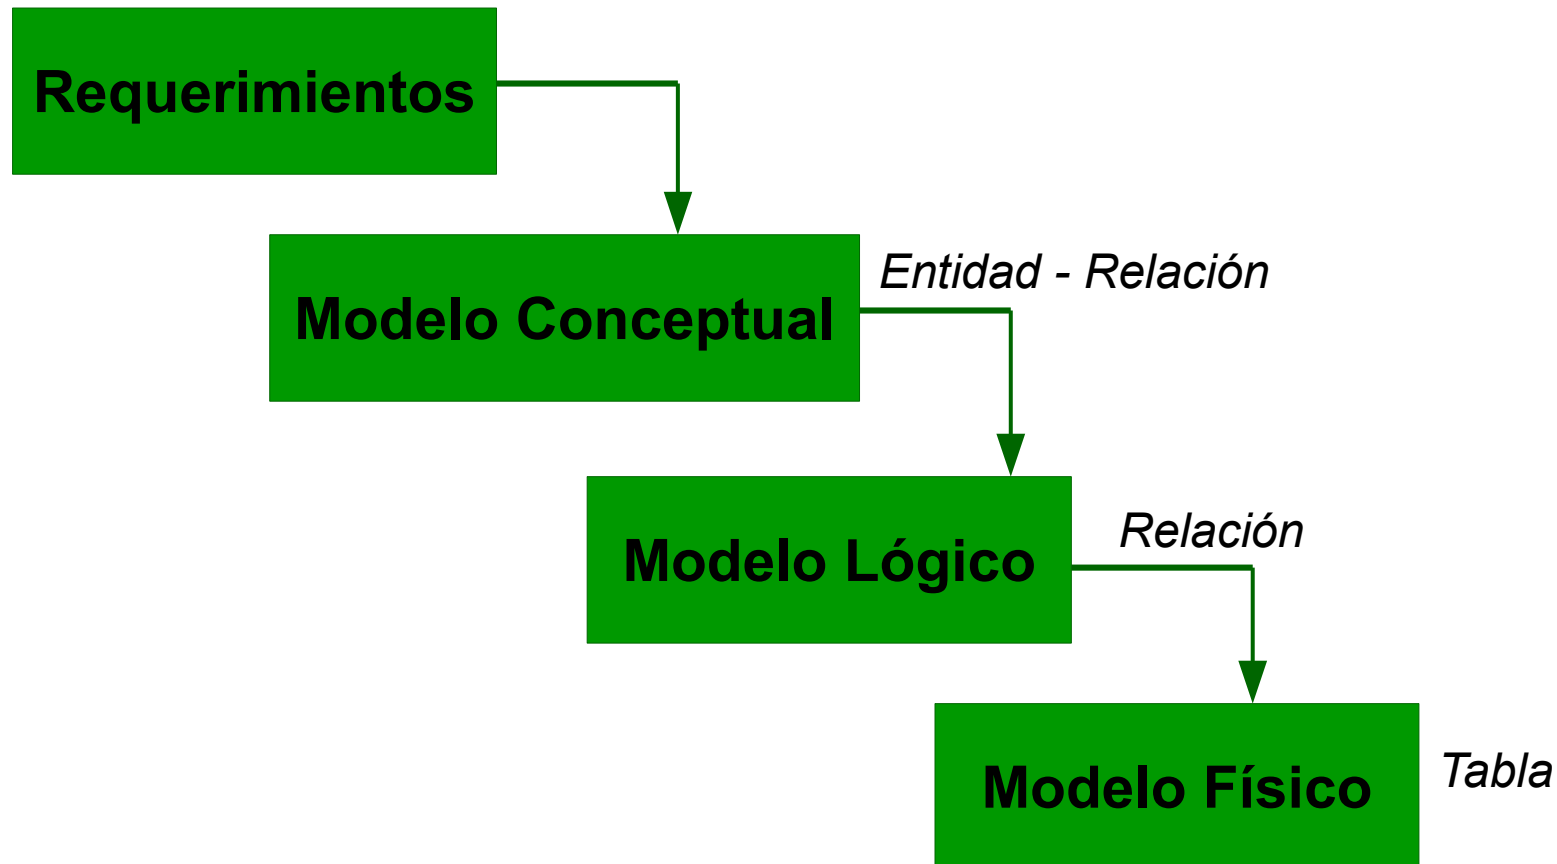 Requerimientos
Entidad - Relación
Modelo Conceptual
Relación
Modelo Lógico
Tabla
Modelo Físico